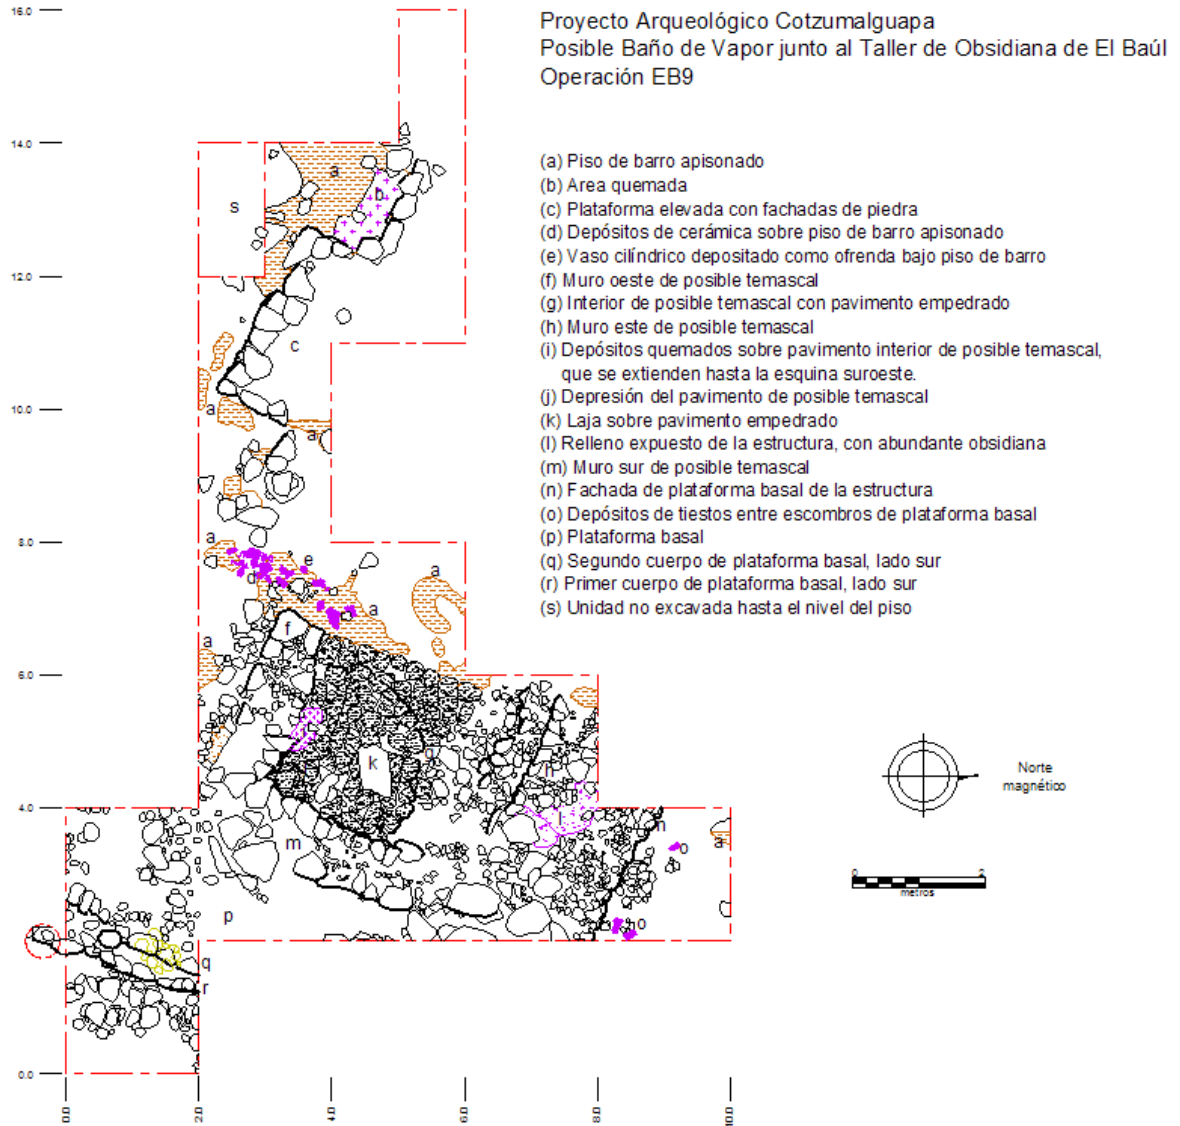 Proyecto Arqueológico Cotzumalguapa
Posible Baño de Vapor junto al Taller de Obsidiana de El Baúl
Operación EB9
(a) Piso de barro apisonado
(b) Area quemada
(c) Plataforma elevada con fachadas de piedra
(d) Depósitos de cerámica sobre piso de barro apisonado
(e) Vaso cilíndrico depositado como ofrenda bajo piso de barro
(f) Muro oeste de posible temascal
(g) Interior de posible temascal con pavimento empedrado
(h) Muro este de posible temascal
(i) Depósitos quemados sobre pavimento interior de posible temascal,
que se extienden hasta la esquina suroeste.
(j) Depresión del pavimento de posible temascal
(k) Laja sobre pavimento empedrado
(l) Relleno expuesto de la estructura, con abundante obsidiana
(m) Muro sur de posible temascal
(n) Fachada de plataforma basal de la estructura
(o) Depósitos de tiestos entre escombros de plataforma basal
(p) Plataforma basal
(q) Segundo cuerpo de plataforma basal, lado sur
(r) Primer cuerpo de plataforma basal, lado sur
(s) Unidad no excavada hasta el nivel del piso
16.0
14.0
12.0
10.0
8.0
6.0
4.0
2.0
0.0
a
b
s
c
a
a
a
e
d
a
a
f
a
k
g
h
l
m
n
o
a
o
p
q
r
Norte
magnético
0 2
metros
0.0 2.0 4.0 6.0 8.0 10.0